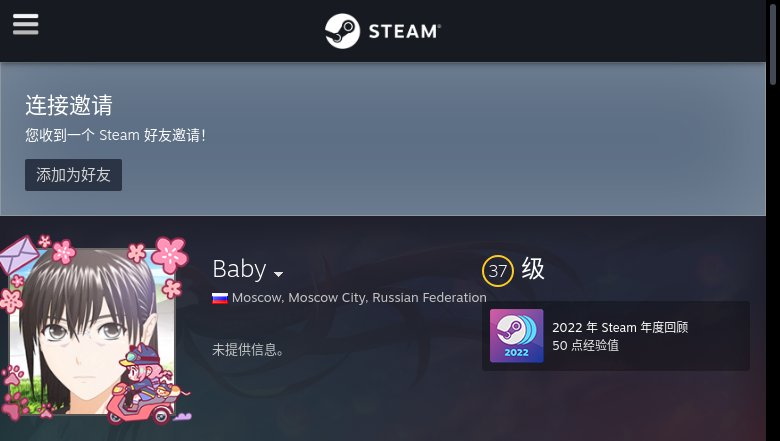 STEAM
连接邀请
您收到一个 Steam 好友邀请！
添加为好友
Baby
Moscow, Moscow City, Russian Federation
未提供信息。
37 级
2022 年 Steam 年度回顾
50 点经验值
2022